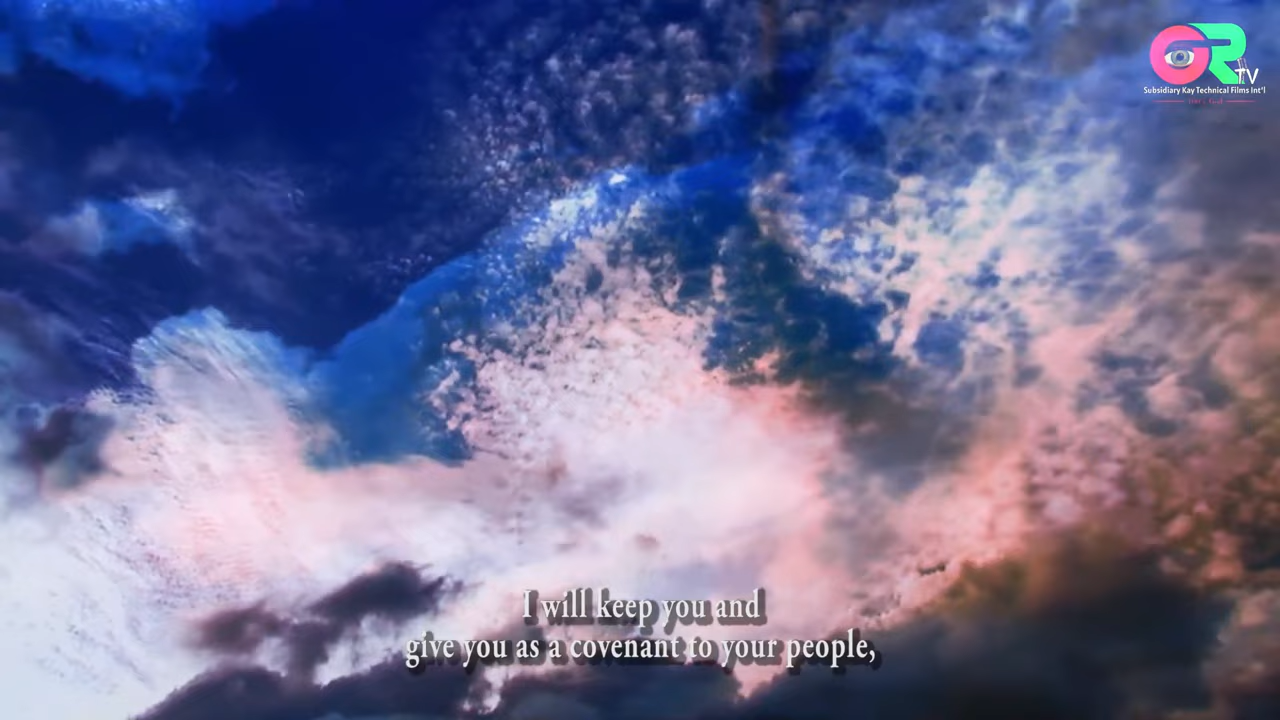 GR
TV
Subsidiary Kay Technical Films Int'l
I will keep you and
give you as a covenant to your people,